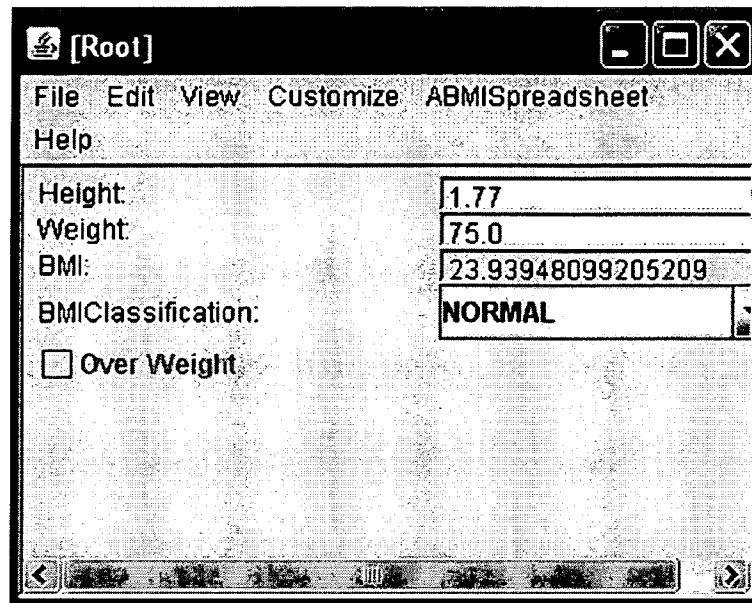 [Root]
File Edit View Customize ABMISpreadsheet
Help
Height: 1.77
Weight: 75.0
BMI: 23.93948099205209
BMIClassification: NORMAL
Over Weight